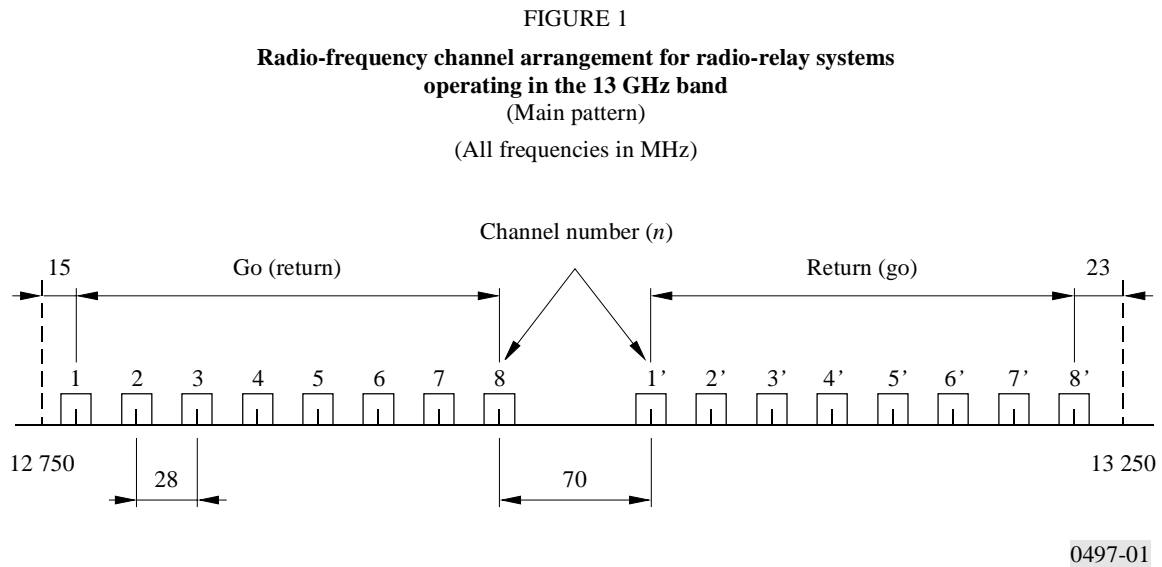 FIGURE 1
Radio-frequency channel arrangement for radio-relay systems
operating in the 13 GHz band
(Main pattern)
(All frequencies in MHz)
Channel number (n)
15 Go (return) Return (go) 23
1 2 3 4 5 6 7 8 1’ 2’ 3’ 4’ 5’ 6’ 7’ 8’
12 750 13 250
28 70
0497-01